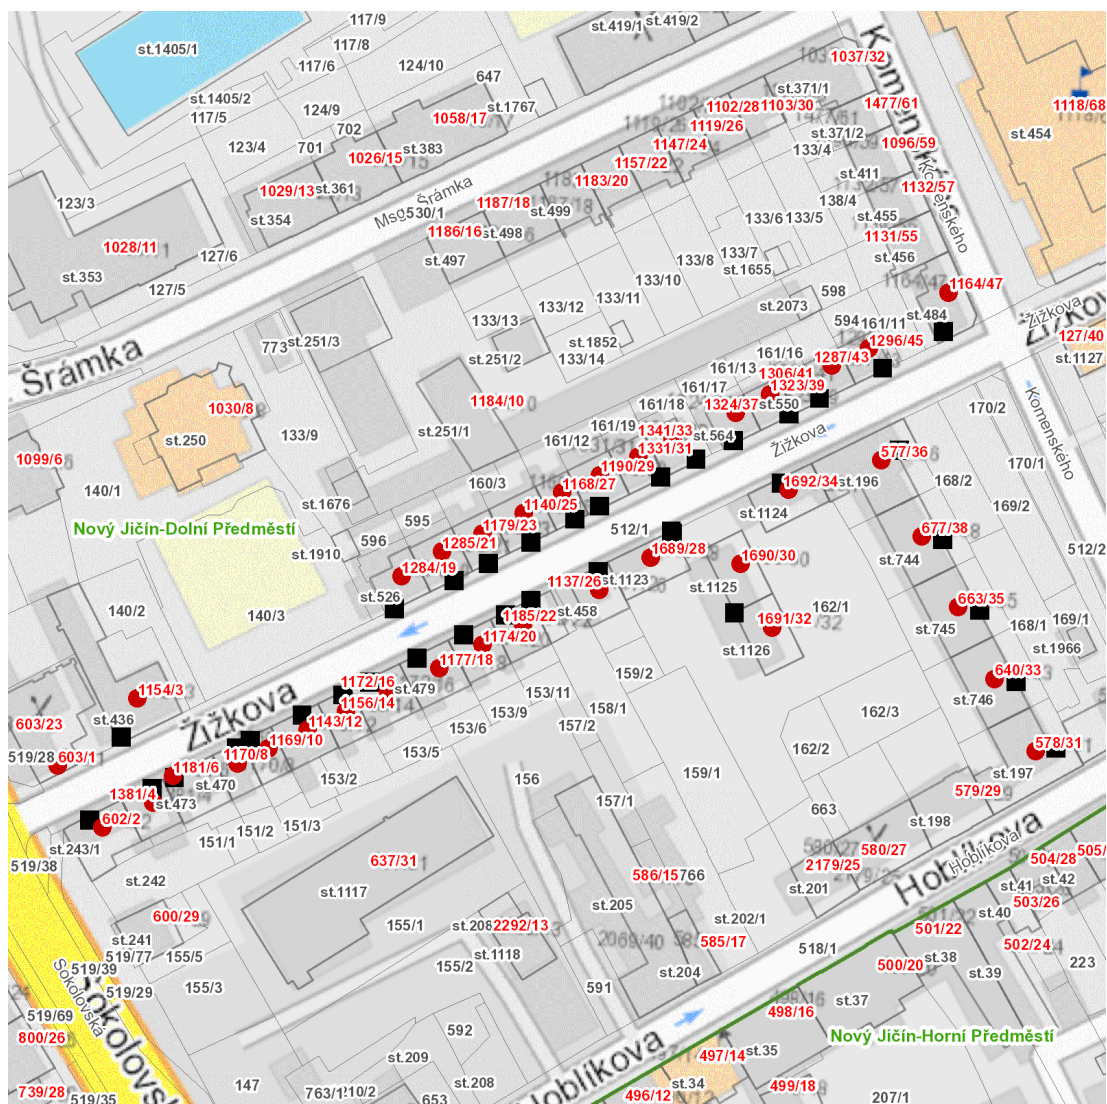 117/9
st.419/1
st.419/2
117/8
st.1405/1
1037/32
117/6
124/10
647
Komenského
st.371/1
st.1405/2
124/9
st.1767
1102/28
1103/30
1477/61
1118/68
117/5
1058/17
702
1119/26
st.371/2
st.454
123/4
701
st.383
1147/24
133/4
1096/59
1026/15
1157/22
1183/20
st.411
1029/13
st.361
1132/57
123/3
Msgr. Šrámka
1187/18
138/4
530/1
st.499
133/6
133/5
st.455
st.354
1186/16
st.498
1131/55
Komenského
1028/11
127/6
st.497
133/7
st.456
st.353
133/8
st.1655
127/5
133/10
1164/47
598
133/11
st.2073
133/12
st.484
Žižkova
133/13
594
161/11
Žižkova
773
st.251/3
st.1852
1296/45
127/40
Šrámka
st.251/2
133/14
161/16
1287/43
st.1127
161/13
1306/41
161/17
1323/39
1030/8
1184/10
161/18
1324/37
st.550
170/2
st.250
133/9
st.251/1
161/19
1341/33
st.564
Žižkova
Komenského
161/12
1331/31
577/36
1099/6
1190/29
170/1
140/1
160/3
1168/27
1692/34
st.196
168/2
st.1676
1140/25
st.1124
169/2
Nový Jičín-Dolní Předměstí
595
1179/23
512/1
677/38
596
1285/21
1689/28
512/2
st.1910
1284/19
1690/30
st.744
1137/26
st.1123
st.1125
st.526
663/35
140/2
140/3
1185/22
st.458
162/1
st.745
168/1
169/1
1691/32
1174/20
st.1966
1177/18
st.1126
159/2
640/33
1172/16
st.479
1154/3
153/11
st.746
Žižkova
1156/14
153/9
158/1
162/3
603/23
st.436
1143/12
153/6
157/2
519/28
603/1
1169/10
153/5
162/2
578/31
1170/8
159/1
1181/6
153/2
156
st.197
st.470
579/29
1381/4
st.473
157/1
602/2
663
151/3
st.198
151/2
Hoblíkova
151/1
st.243/1
580/27
Hoblíkova
637/31
2179/25
504/28
505/
519/38
586/15
766
st.242
st.1117
st.201
st.41
st.42
503/26
st.205
600/29
155/1
st.208
2292/13
st.202/1
st.40
501/22
st.241
585/17
518/1
502/24
519/77
155/5
st.1118
st.38
223
519/39
155/2
500/20
st.204
st.39
Sokolovská
519/29
155/3
591
st.37
519/69
498/16
592
800/26
Nový Jičín-Horní Předměstí
Hoblíkova
st.35
497/14
st.209
st.34
499/18
739/28
147
763/1
st.208
496/12
519/35
653
207/1